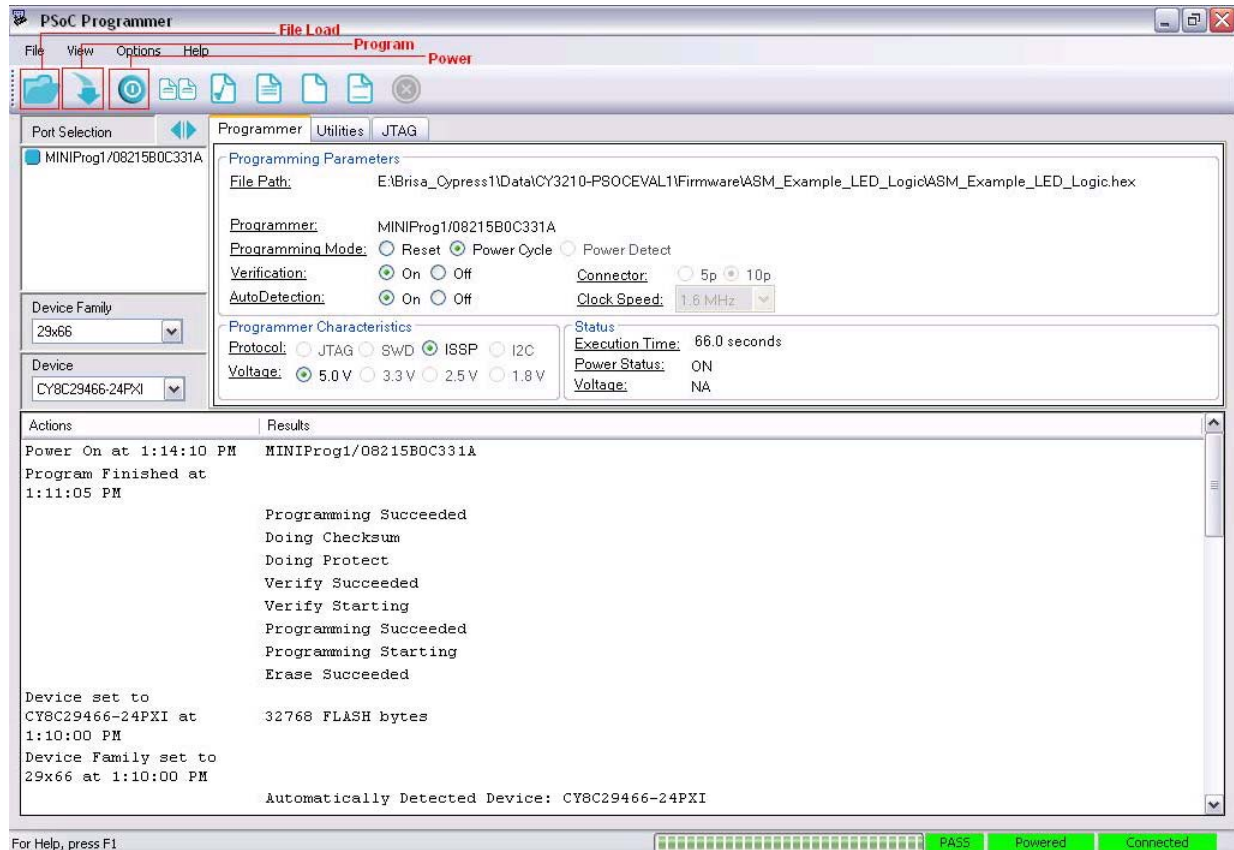 PSoC Programmer
File Load
File View Options Help
Program
Power
Port Selection
Programmer Utilities JTAG
MINIProg1/08215B0C331A
Programming Parameters
File Path: E:\Brisa_Cypress1\Data\CY3210-PSOCEVAL1\Firmware\ASM_Example_LED_Logic\ASM_Example_LED_Logic.hex
Programmer: MINIProg1/08215B0C331A
Programming Mode: Reset Power Cycle Power Detect
Verification: On Off Connector: 5p 10p
AutoDetection: On Off Clock Speed: 1.6 MHz
Device Family
29x66
Device
CY8C29466-24PXI
Programmer Characteristics
Protocol: JTAG SWD ISSP I2C
Voltage: 5.0 V 3.3 V 2.5 V 1.8 V
Status
Execution Time: 66.0 seconds
Power Status: ON
Voltage: NA
Actions Results
Power On at 1:14:10 PM MINIProg1/08215B0C331A
Program Finished at
1:11:05 PM
Programming Succeeded
Doing Checksum
Doing Protect
Verify Succeeded
Verify Starting
Programming Succeeded
Programming Starting
Erase Succeeded
Device set to
CY8C29466-24PXI at 32768 FLASH bytes
1:10:00 PM
Device Family set to
29x66 at 1:10:00 PM
Automatically Detected Device: CY8C29466-24PXI
For Help, press F1 PASS Powered Connected